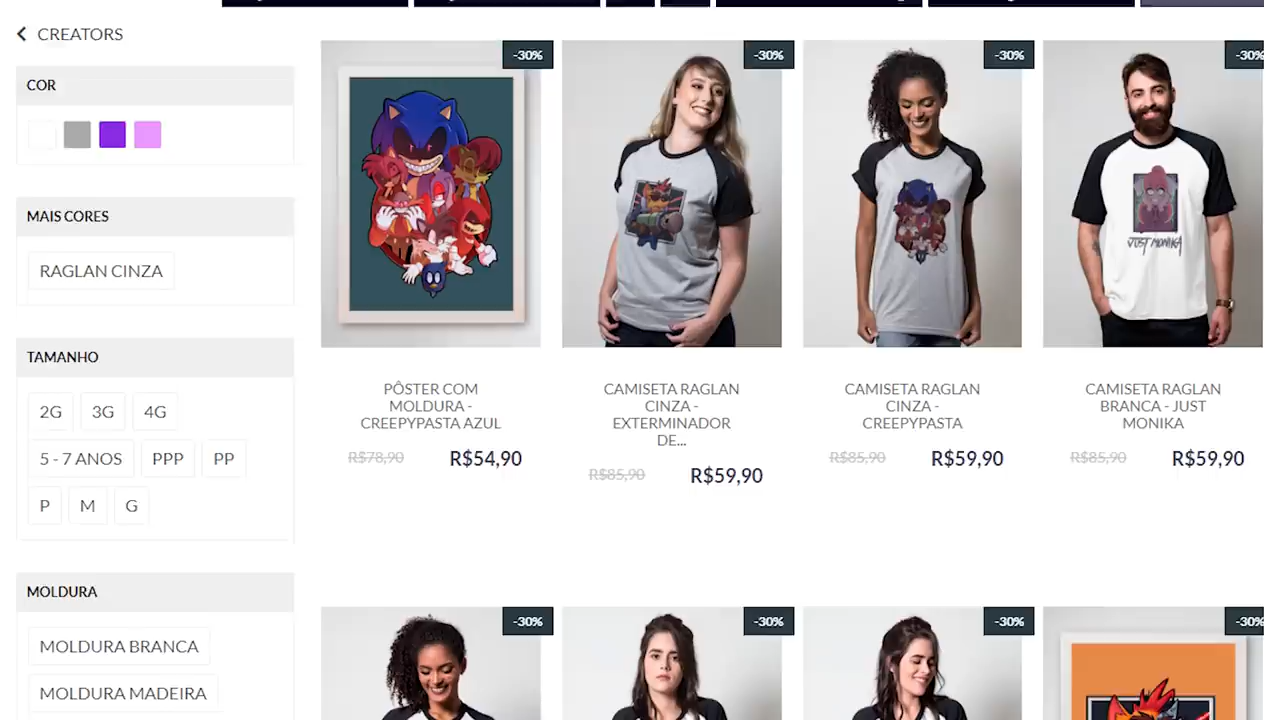 CREATORS
COR
MAIS CORES
RAGLAN CINZA
TAMANHO
2G 3G 4G
5 - 7 ANOS PPP PP
P M G
MOLDURA
MOLDURA BRANCA
MOLDURA MADEIRA
-30% -30% -30% -30%
JUST MONIKA
PÔSTER COM
MOLDURA -
CREEPYPASTA AZUL
R$78,90 R$54,90
CAMISETA RAGLAN
CINZA -
EXTERMINADOR
DE...
R$85,90 R$59,90
CAMISETA RAGLAN
CINZA -
CREEPYPASTA
R$85,90 R$59,90
CAMISETA RAGLAN
BRANCA - JUST
MONIKA
R$85,90 R$59,90
-30% -30% -30% -30%